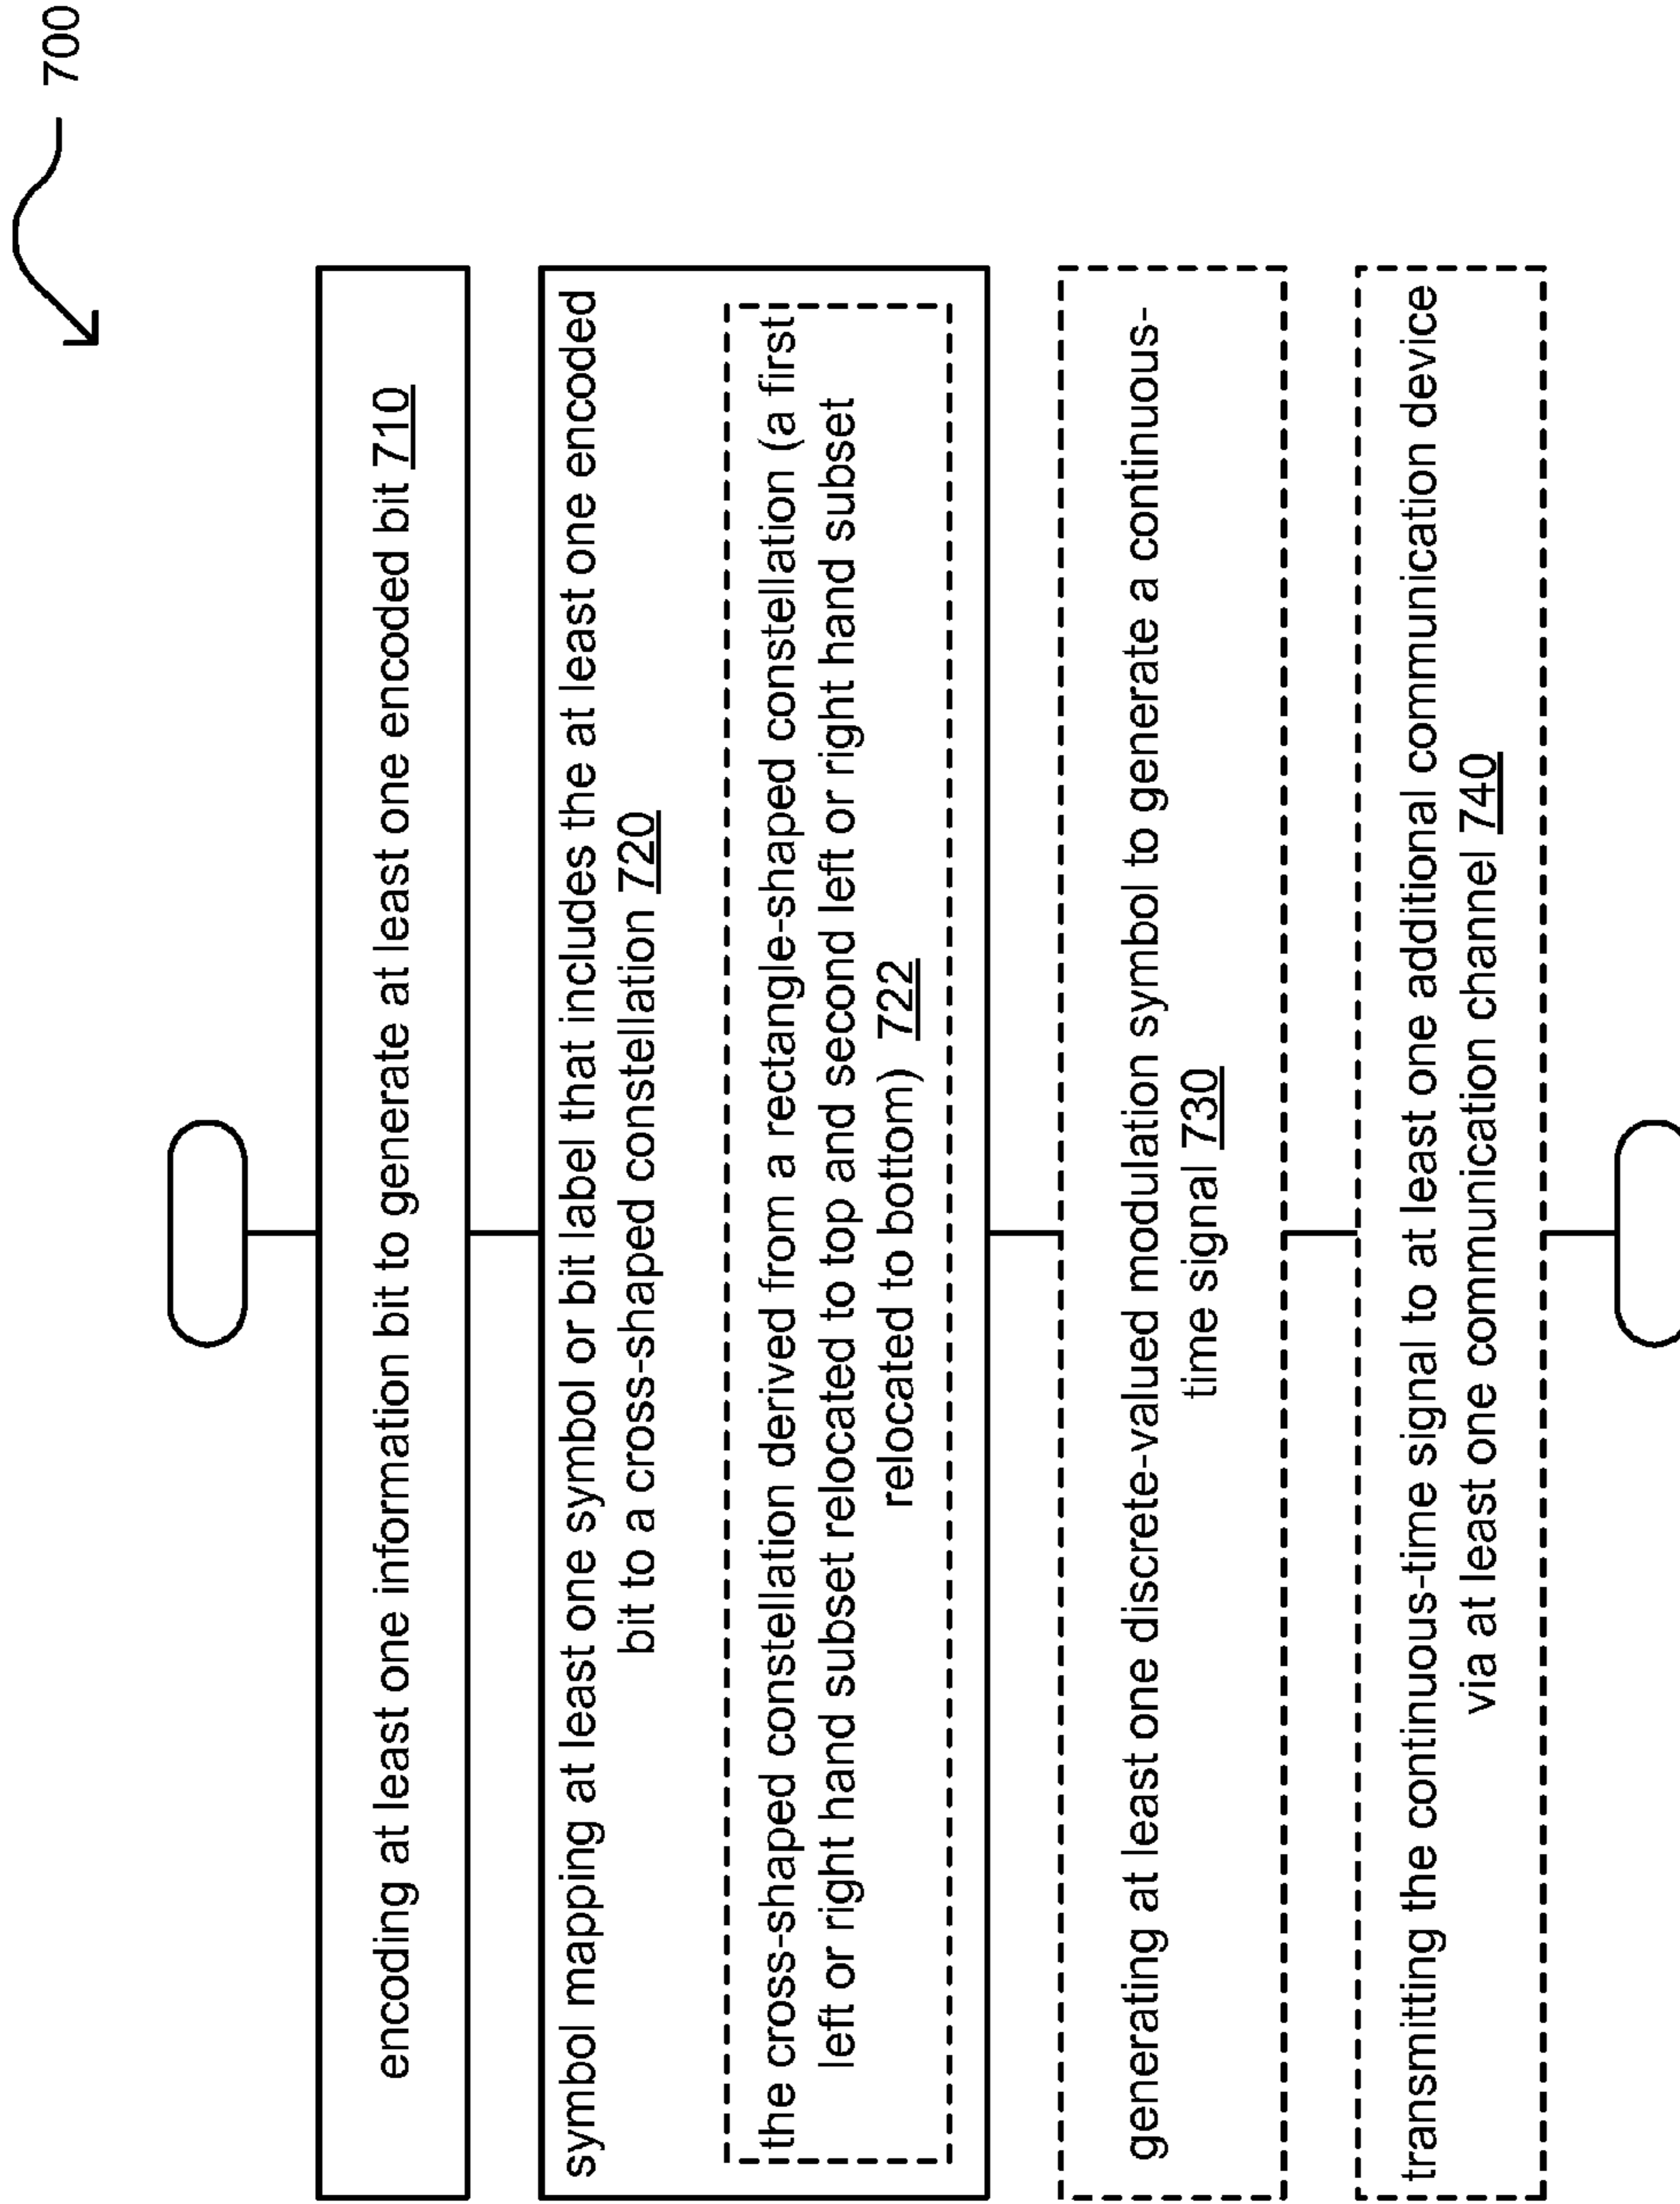 700
encoding at least one information bit to generate at least one encoded bit 710
symbol mapping at least one symbol or bit label that includes the at least one encoded
bit to a cross-shaped constellation 720
the cross-shaped constellation derived from a rectangle-shaped constellation (a first
left or right hand subset relocated to top and second left or right hand subset
relocated to bottom) 722
generating at least one discrete-valued modulation symbol to generate a continuous-
time signal 730
transmitting the continuous-time signal to at least one additional communication device
via at least one communication channel 740